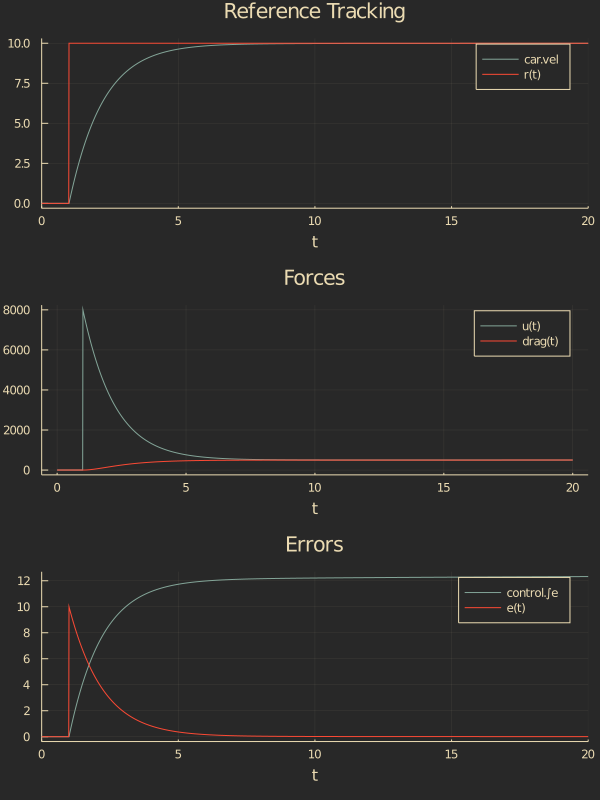 Reference Tracking
10.0
7.5
5.0
2.5
0.0
car.vel
r(t)
0 5 10 15 20
t
Forces
8000
6000
4000
2000
0
u(t)
drag(t)
0 5 10 15 20
t
Errors
12
10
8
6
4
2
0
control.∫e
e(t)
0 5 10 15 20
t